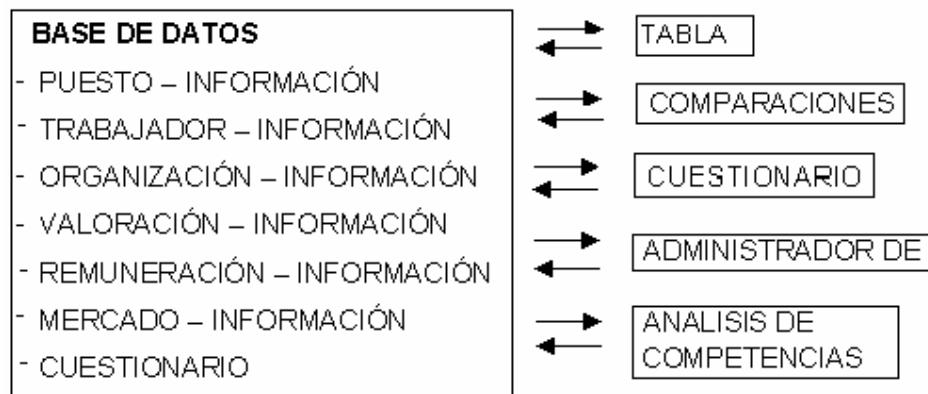 BASE DE DATOS
- PUESTO – INFORMACIÓN
- TRABAJADOR – INFORMACIÓN
- ORGANIZACIÓN – INFORMACIÓN
- VALORACIÓN – INFORMACIÓN
- REMUNERACIÓN – INFORMACIÓN
- MERCADO – INFORMACIÓN
- CUESTIONARIO
TABLA
COMPARACIONES
CUESTIONARIO
ADMINISTRADOR DE
ANALISIS DE
COMPETENCIAS